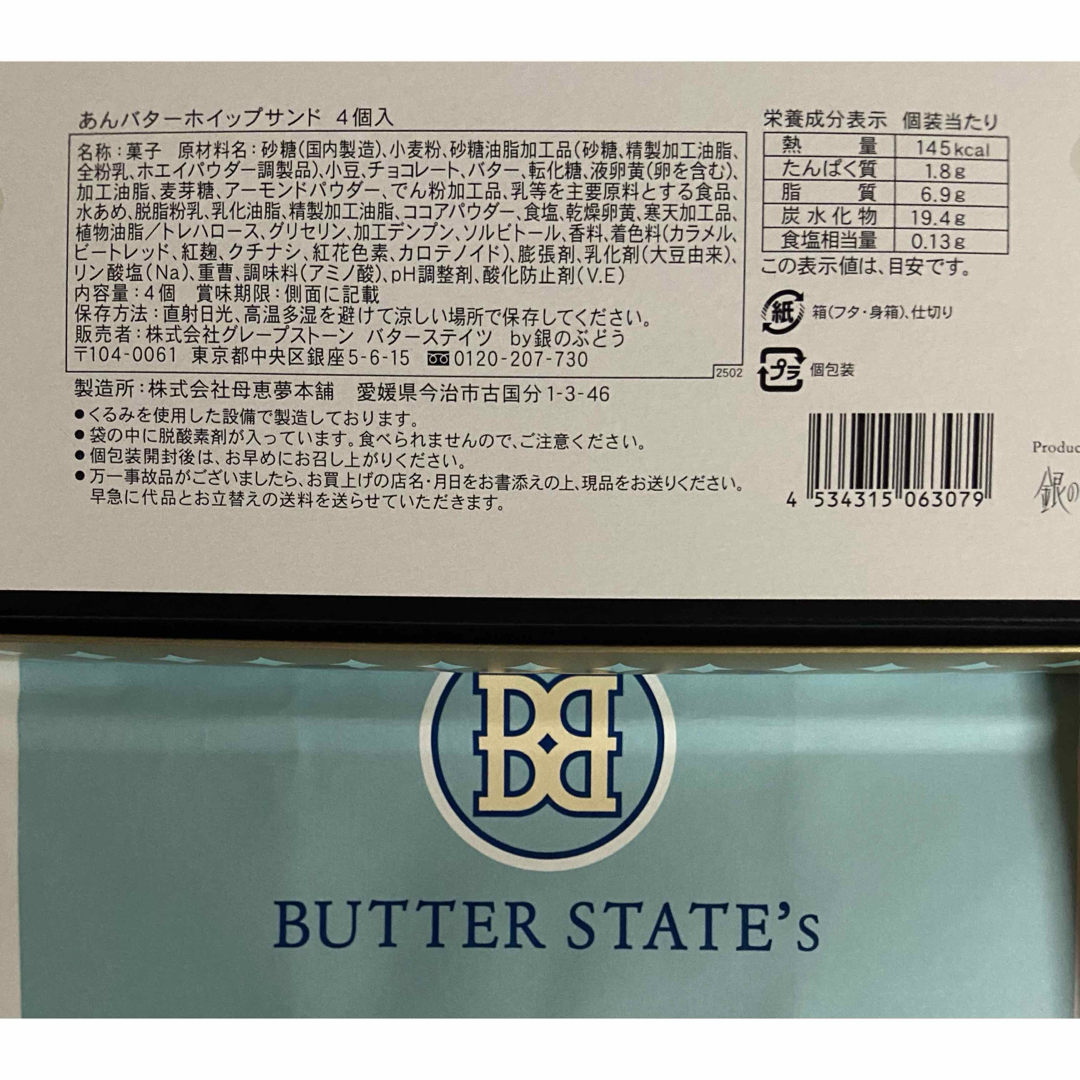 あんバターホイップサンド 4個入
名称:菓子 原材料名:砂糖(国内製造)、小麦粉、砂糖油脂加工品(砂糖、精製加工油脂、
全粉乳、ホエイパウダー調製品)、小豆、チョコレート、バター、転化糖、液卵黄(卵を含む)、
加工油脂、麦芽糖、アーモンドパウダー、でん粉加工品、乳等を主要原料とする食品、
水あめ、脱脂粉乳、乳化油脂、精製加工油脂、ココアパウダー、食塩、乾燥卵黄、寒天加工品、
植物油脂/トレハロース、グリセリン、加工デンプン、ソルビトール、香料、着色料(カラメル、
ビートレッド、紅麹、クチナシ、紅花色素、カロテノイド)、膨張剤、乳化剤(大豆由来)、
リン酸塩(Na)、重曹、調味料(アミノ酸)、pH調整剤、酸化防止剤(V.E)
内容量:4個 賞味期限:側面に記載
保存方法:直射日光、高温多湿を避けて涼しい場所で保存してください。
販売者:株式会社グレープストーン バターステイツ by銀のぶどう
〒104-0061 東京都中央区銀座5-6-15 0120-207-730
2502
製造所:株式会社母恵夢本舗 愛媛県今治市古国分1-3-46
●くるみを使用した設備で製造しております。
●袋の中に脱酸素剤が入っています。食べられませんので、ご注意ください。
●個包装開封後は、お早めにお召し上がりください。
●万一事故品がございましたら、お買上げの店名・月日をお書添えの上、現品をお送りください。
早急に代品とお立替えの送料を送らせていただきます。
栄養成分表示 個装当たり
熱量 145kcal
たんぱく質 1.8g
脂質 6.9g
炭水化物 19.4g
食塩相当量 0.13g
この表示値は、目安です。
紙 箱(フタ・身箱)、仕切り
プラ 個包装
4 534315 063079
Produc
銀の
BUTTER STATE's